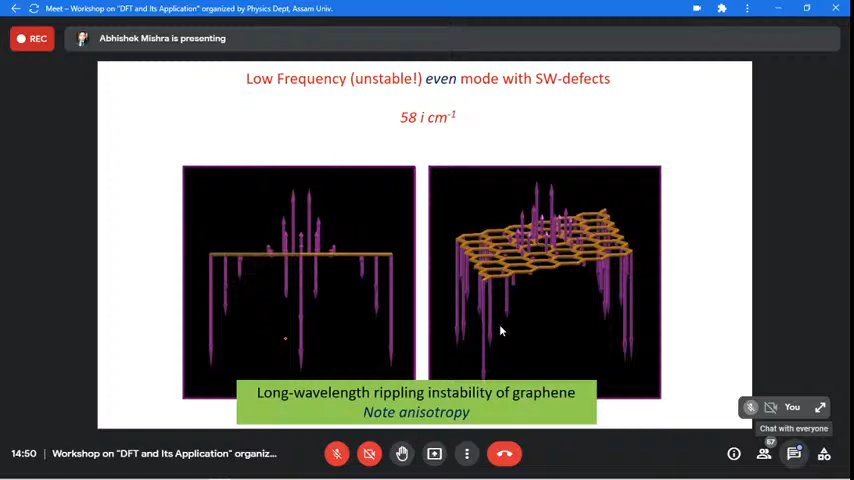 Meet – Workshop on "DFT and Its Application" organized by Physics Dept, Assam Univ.
REC
Abhishek Mishra is presenting
Low Frequency (unstable!) even mode with SW-defects
58 i cm⁻¹
Long-wavelength rippling instability of graphene
Note anisotropy
You
Chat with everyone
67
14:50
Workshop on "DFT and Its Application" organiz...